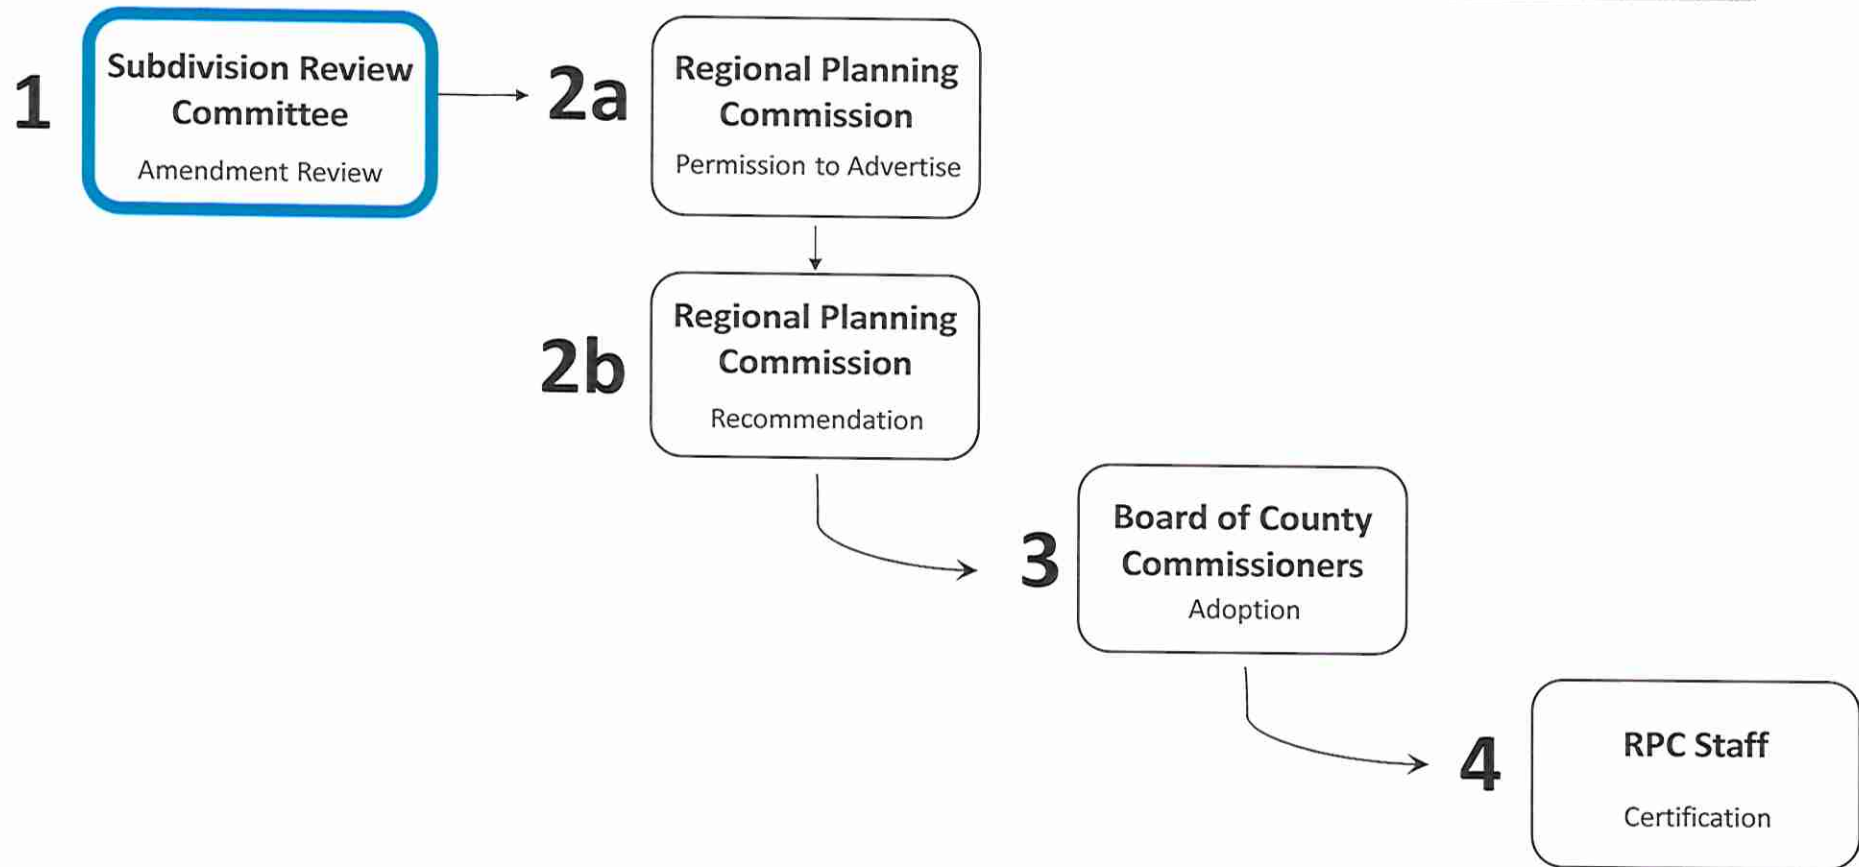 1
Subdivision Review
Committee
Amendment Review
2a
Regional Planning
Commission
Permission to Advertise
2b
Regional Planning
Commission
Recommendation
3
Board of County
Commissioners
Adoption
4
RPC Staff
Certification